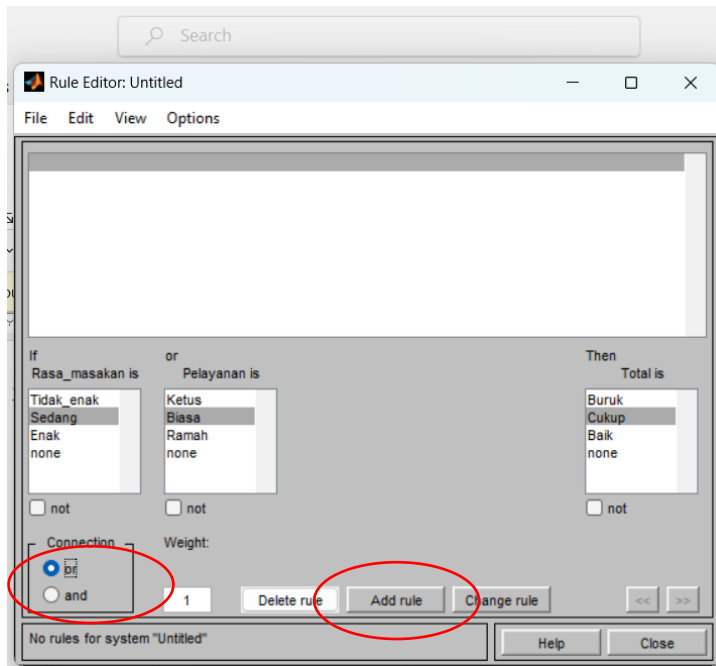 Search
Rule Editor: Untitled
File Edit View Options
If or Then
Rasa_masakan is Pelayanan is Total is
Tidak_enak Ketus Buruk
Sedang Biasa Cukup
Enak Ramah Baik
none none none
not not not
Connection Weight:
or
and 1 Delete rule Add rule Change rule << >>
No rules for system "Untitled" Help Close